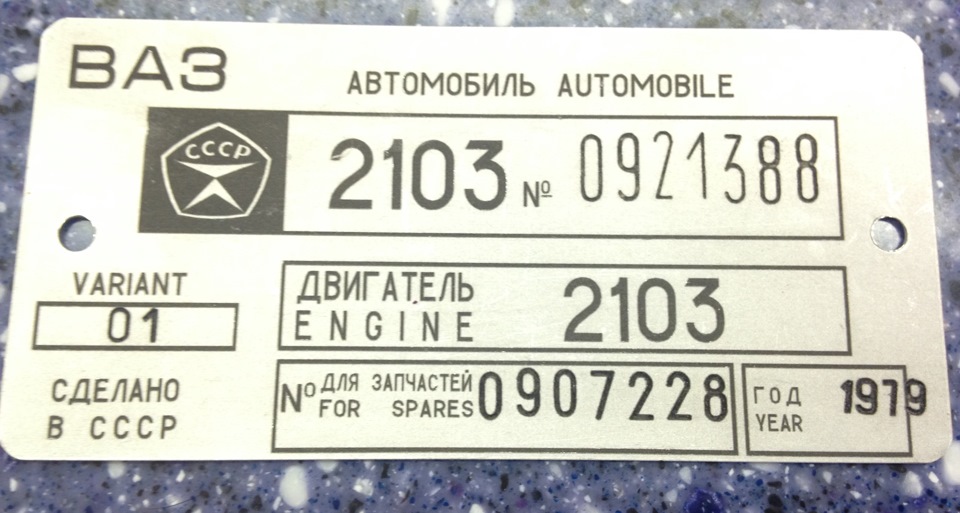 ВАЗ
АВТОМОБИЛЬ AUTOMOBILE
СССР
2103 № 0921388
VARIANT
01
ДВИГАТЕЛЬ
ENGINE
2103
СДЕЛАНО
В СССР
№ ДЛЯ ЗАПЧАСТЕЙ
FOR SPARES
0907228
ГОД
YEAR
1979